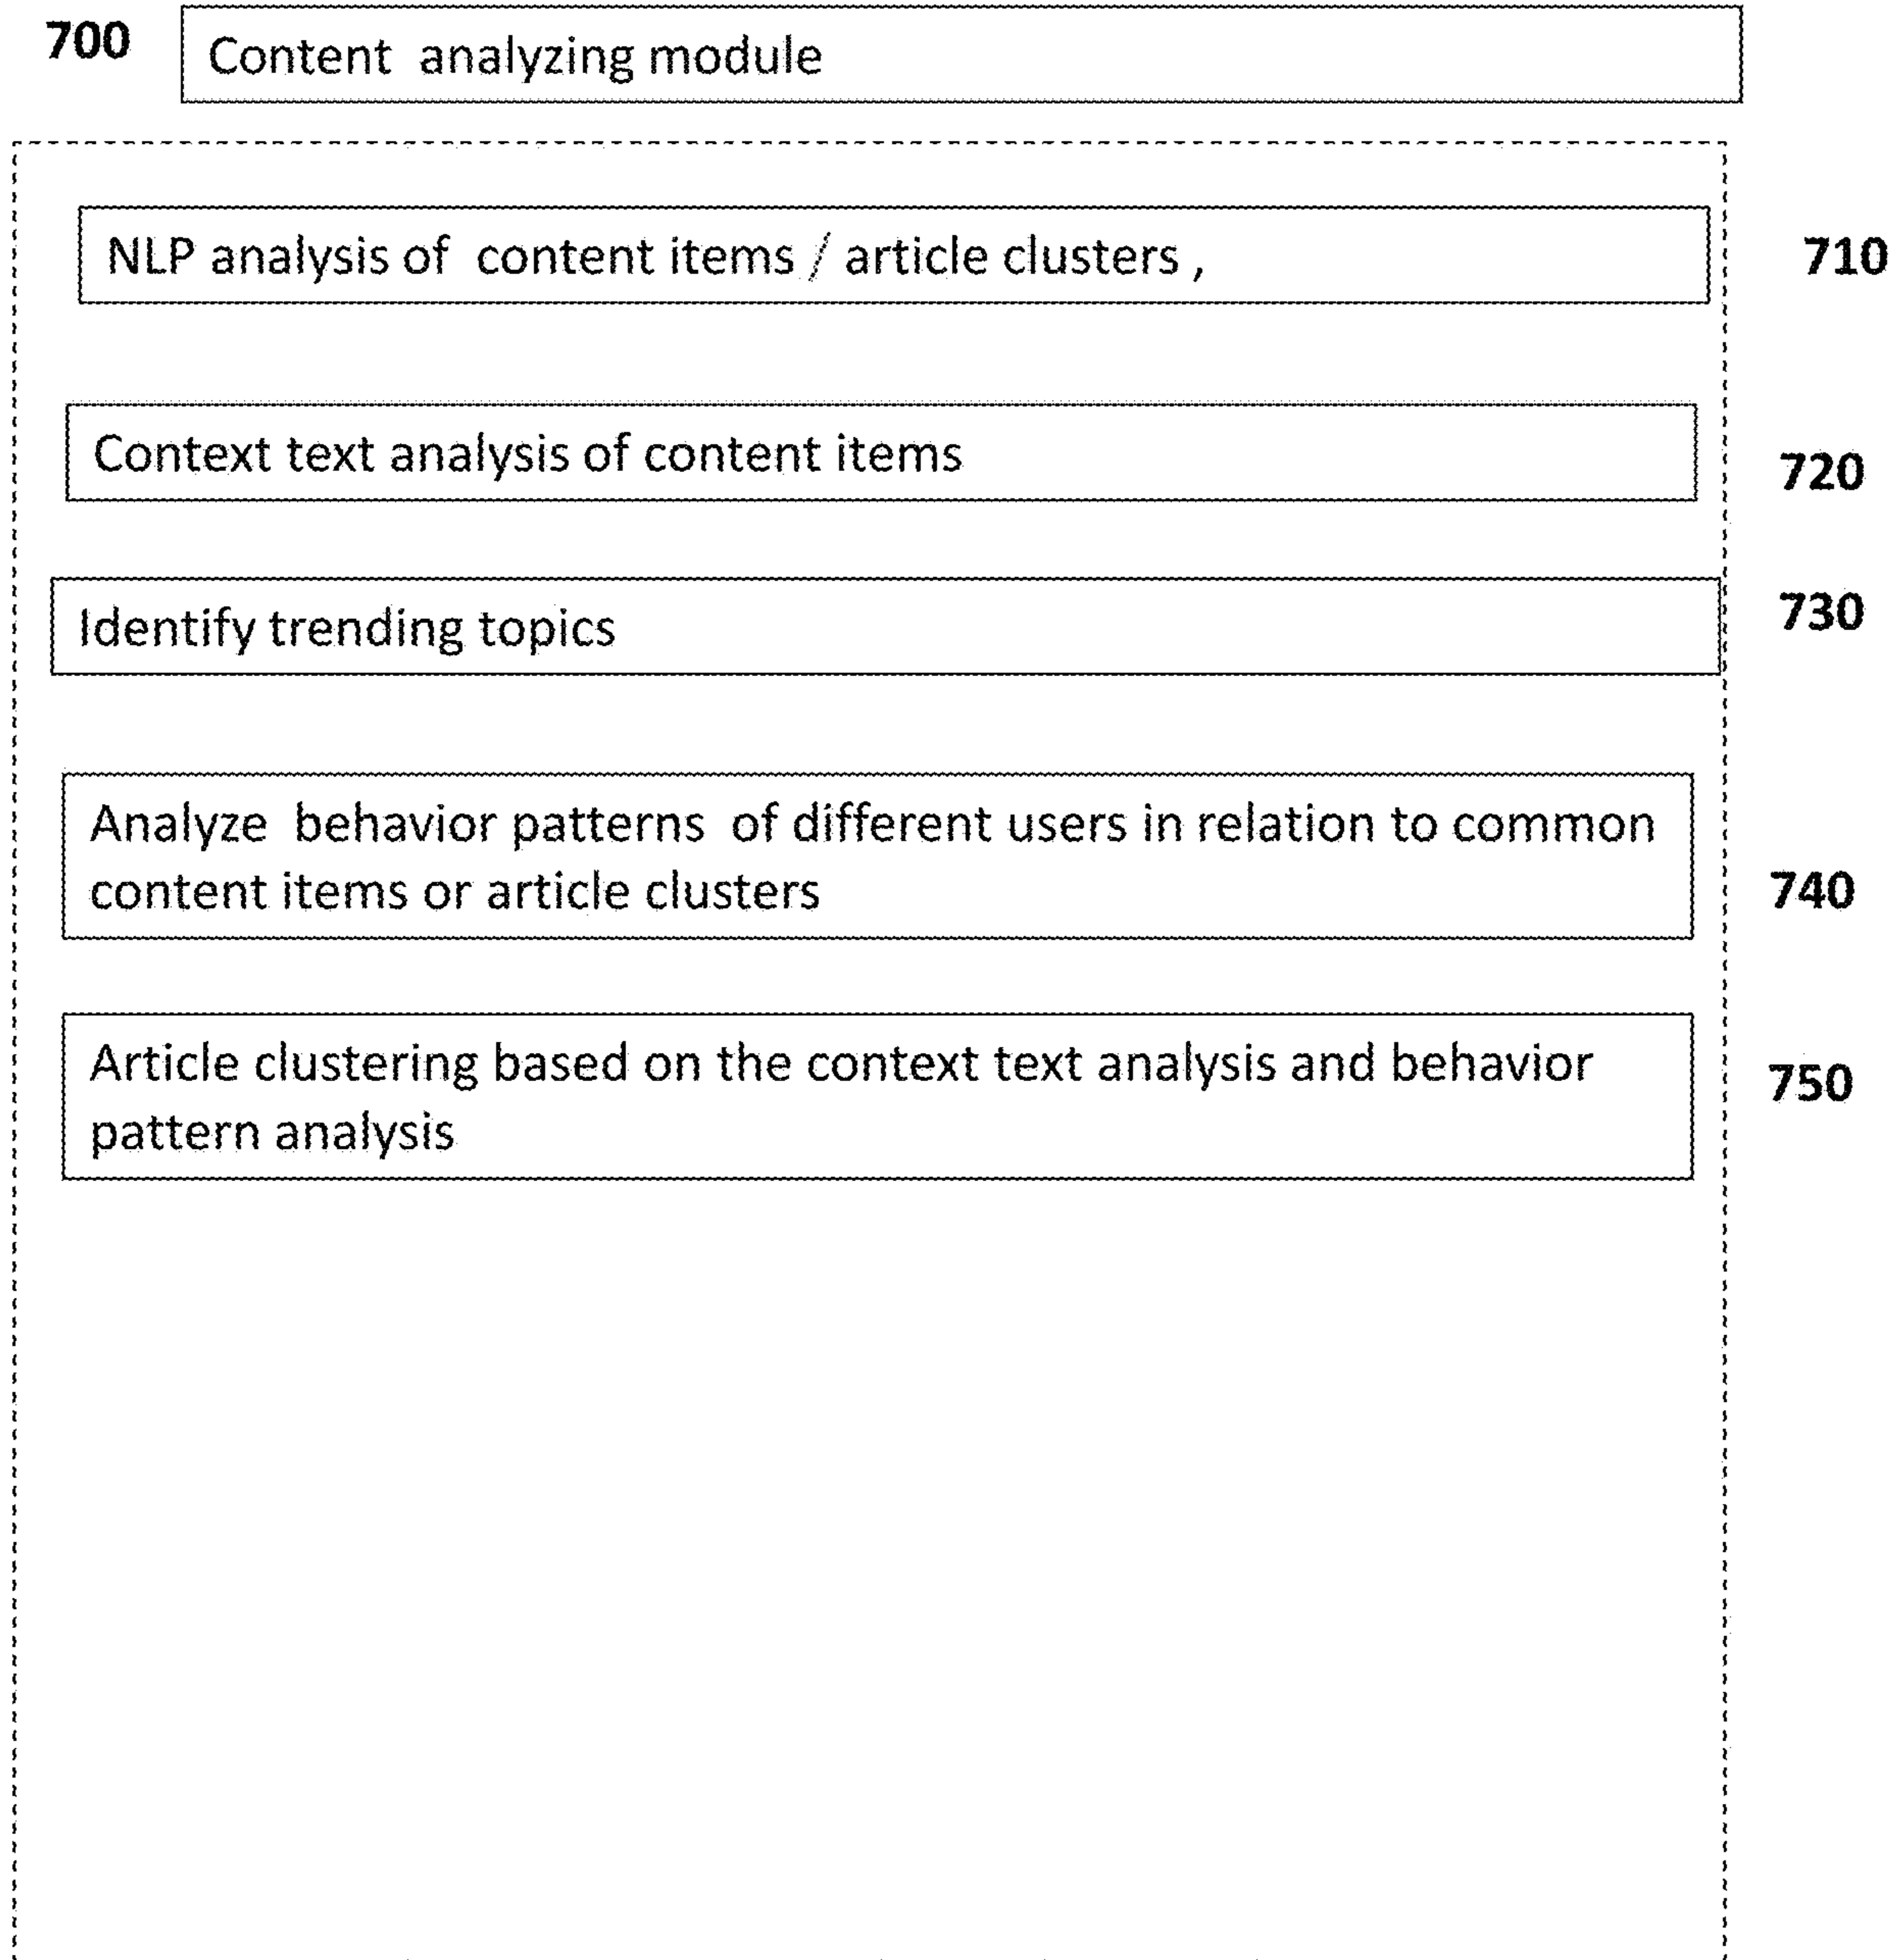 700 Content analyzing module
NLP analysis of content items / article clusters , 710
Context text analysis of content items 720
Identify trending topics 730
Analyze behavior patterns of different users in relation to common
content items or article clusters 740
Article clustering based on the context text analysis and behavior 750
pattern analysis